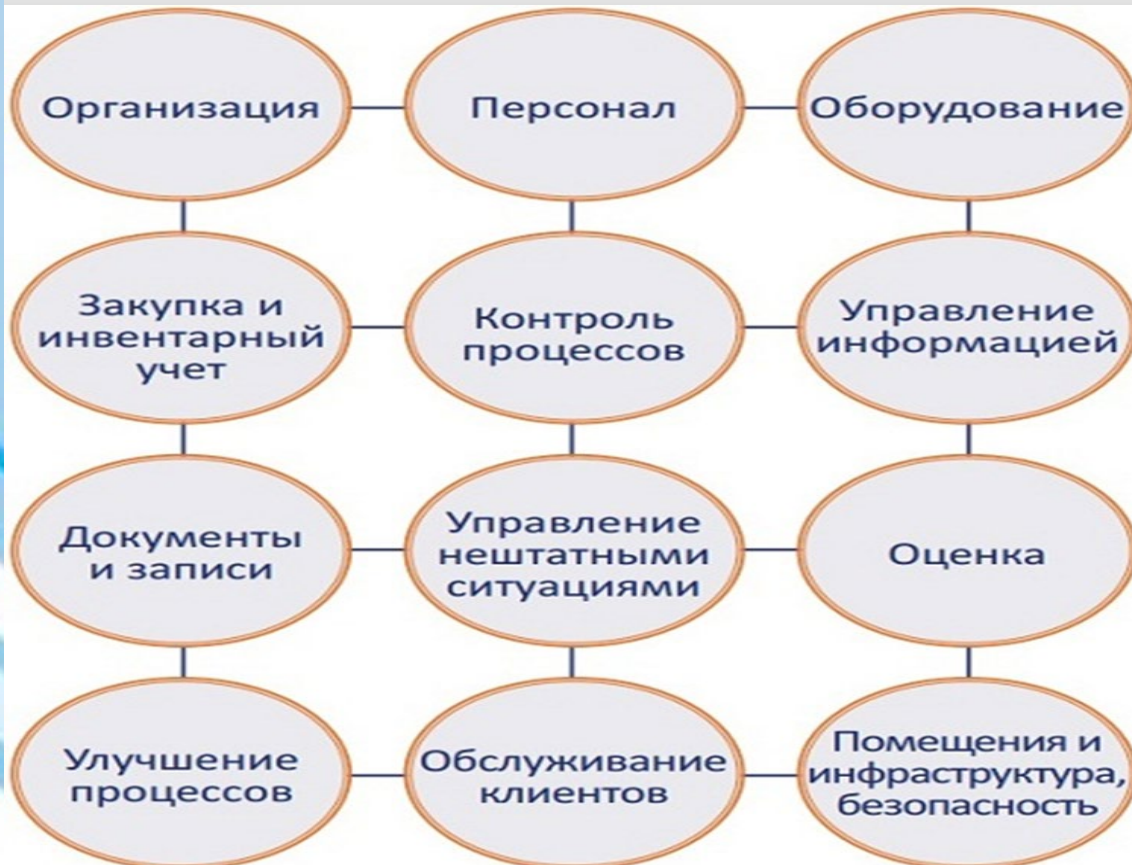 Организация
Персонал
Оборудование
Закупка и
инвентарный
учет
Контроль
процессов
Управление
информацией
Документы
и записи
Управление
нештатными
ситуациями
Оценка
Улучшение
процессов
Обслуживание
клиентов
Помещения и
инфраструктура,
безопасность